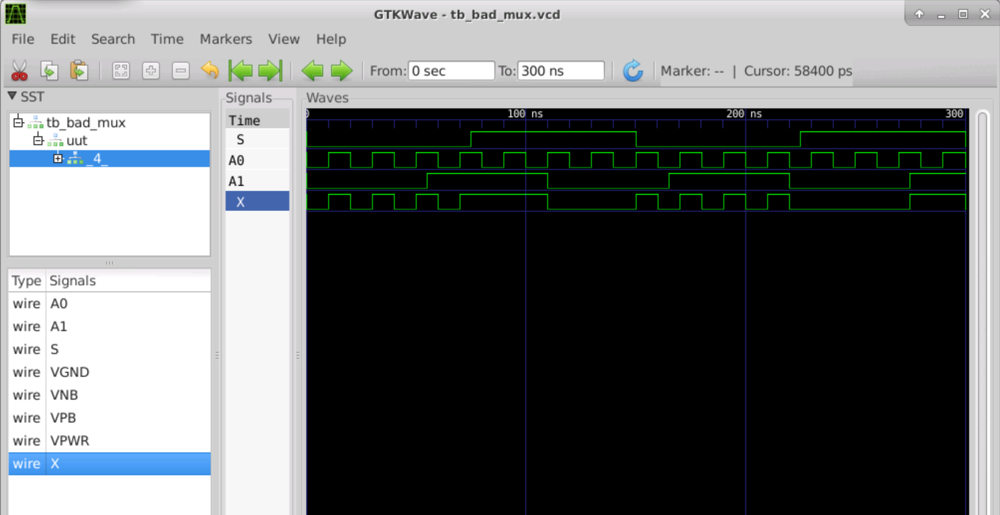 GTKWave - tb_bad_mux.vcd
File Edit Search Time Markers View Help
From: 0 sec To: 300 ns Marker: -- | Cursor: 58400 ps
SST
tb_bad_mux
uut
_4_
Type Signals
wire A0
wire A1
wire S
wire VGND
wire VNB
wire VPB
wire VPWR
wire X
Signals
Time
S
A0
A1
X
Waves
0 100 ns 200 ns 300